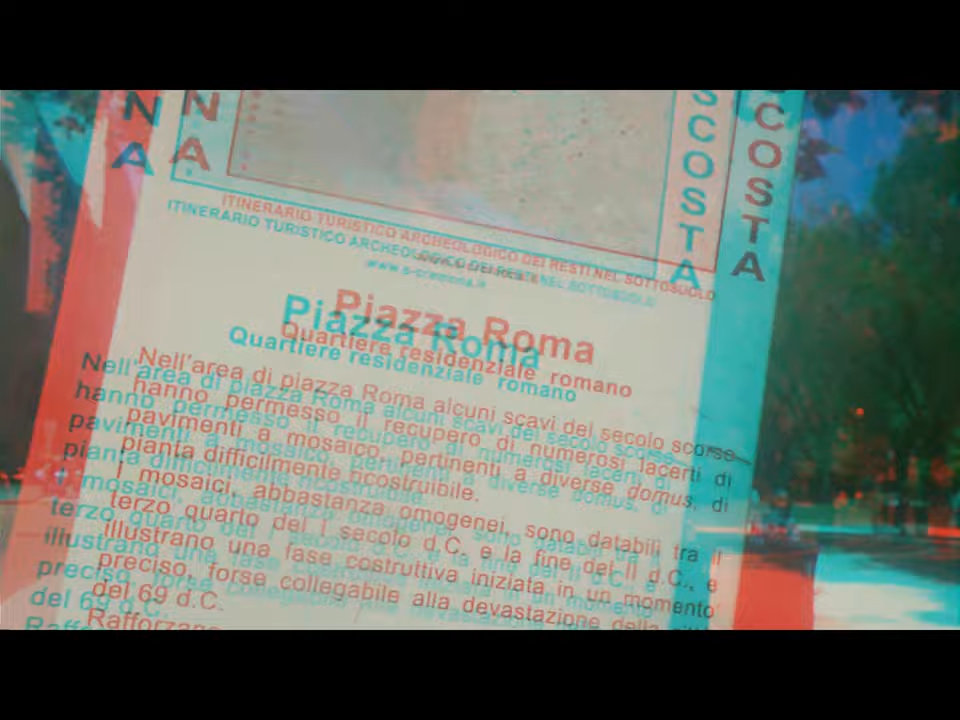 NA
SCOSTA
ITINERARIO TURISTICO ARCHEOLOGICO DEI RESTI NEL SOTTOSUOLO
Piazza Roma
Quartiere residenziale romano
Nell'area di piazza Roma alcuni scavi del secolo scorso
hanno permesso il recupero di numerosi lacerti di
pavimenti a mosaico, pertinenti a diverse domus, di
pianta difficilmente ricostruibile.
I mosaici, abbastanza omogenei, sono databili tra il
terzo quarto del I secolo d.C. e la fine del II d.C., e
illustrano una fase costruttiva iniziata in un momento
preciso, forse collegabile alla devastazione della
del 69 d.C.